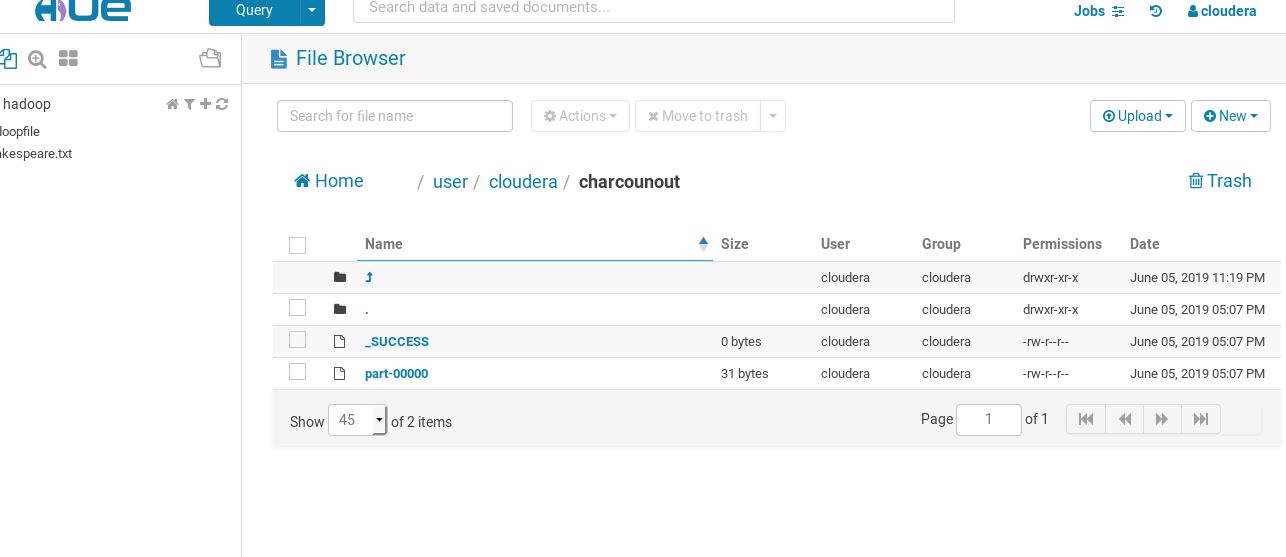 HUE
Query
Search data and saved documents...
Jobs
cloudera
File Browser
hadoop
akespeare.txt
Search for file name
Actions
Move to trash
Upload
New
Home
/ user / cloudera / charcounout
Trash
Name Size User Group Permissions Date
cloudera cloudera drwxr-xr-x June 05, 2019 11:19 PM
. cloudera cloudera drwxr-xr-x June 05, 2019 05:07 PM
_SUCCESS 0 bytes cloudera cloudera -rw-r--r-- June 05, 2019 05:07 PM
part-00000 31 bytes cloudera cloudera -rw-r--r-- June 05, 2019 05:07 PM
Show 45 of 2 items
Page 1 of 1